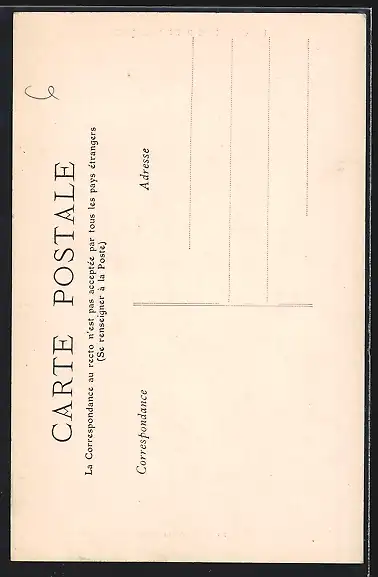 CARTE POSTALE
La Correspondance au recto n'est pas acceptée par tous les pays étrangers
(Se renseigner à la Poste)
Correspondance
Adresse